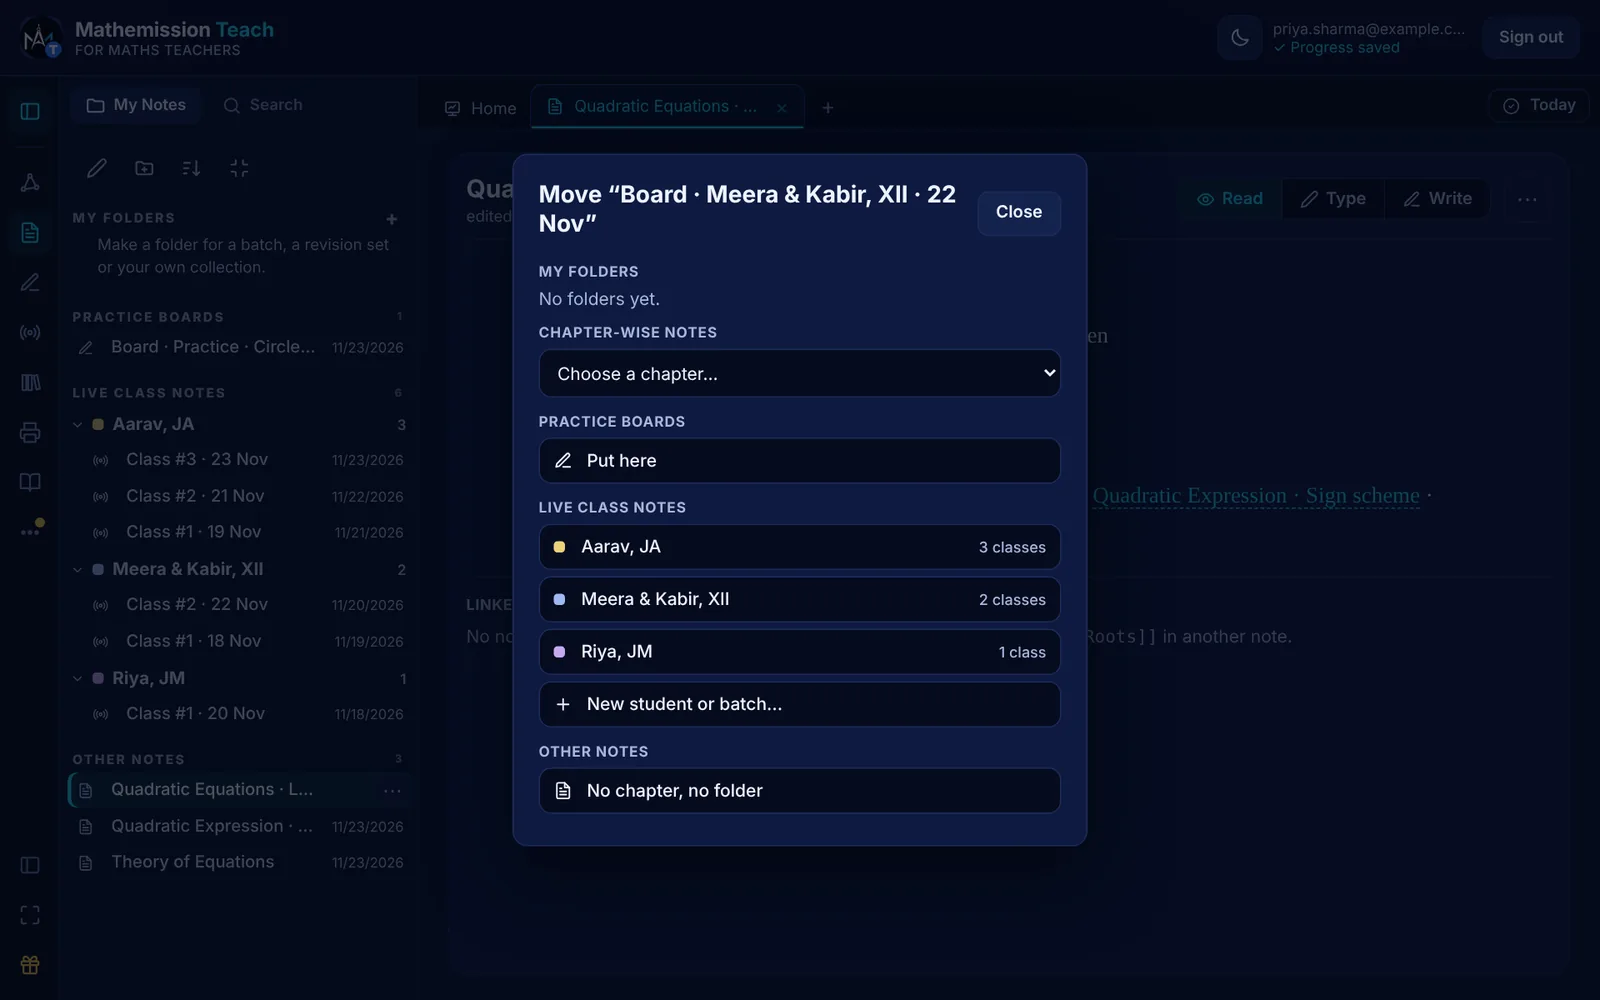 Mathemission Teach
FOR MATHS TEACHERS
priya.sharma@example.c...
✓ Progress saved
Sign out
My Notes
Search
Home
Quadratic Equations · ...
Today
MY FOLDERS
Make a folder for a batch, a revision set
or your own collection.
PRACTICE BOARDS 1
Board · Practice · Circle... 11/23/2026
LIVE CLASS NOTES 6
Aarav, JA 3
Class #3 · 23 Nov 11/23/2026
Class #2 · 21 Nov 11/22/2026
Class #1 · 19 Nov 11/21/2026
Meera & Kabir, XII 2
Class #2 · 22 Nov 11/20/2026
Class #1 · 18 Nov 11/19/2026
Riya, JM 1
Class #1 · 20 Nov 11/18/2026
OTHER NOTES 3
Quadratic Equations · L... ...
Quadratic Expression · ... 11/23/2026
Theory of Equations 11/23/2026
Qua
edited
Read
Type
Write
...
en
Quadratic Expression · Sign scheme ·
LINKE
No no
Roots]] in another note.
Move “Board · Meera & Kabir, XII · 22
Nov”
Close
MY FOLDERS
No folders yet.
CHAPTER-WISE NOTES
Choose a chapter...
PRACTICE BOARDS
Put here
LIVE CLASS NOTES
Aarav, JA 3 classes
Meera & Kabir, XII 2 classes
Riya, JM 1 class
+ New student or batch...
OTHER NOTES
No chapter, no folder